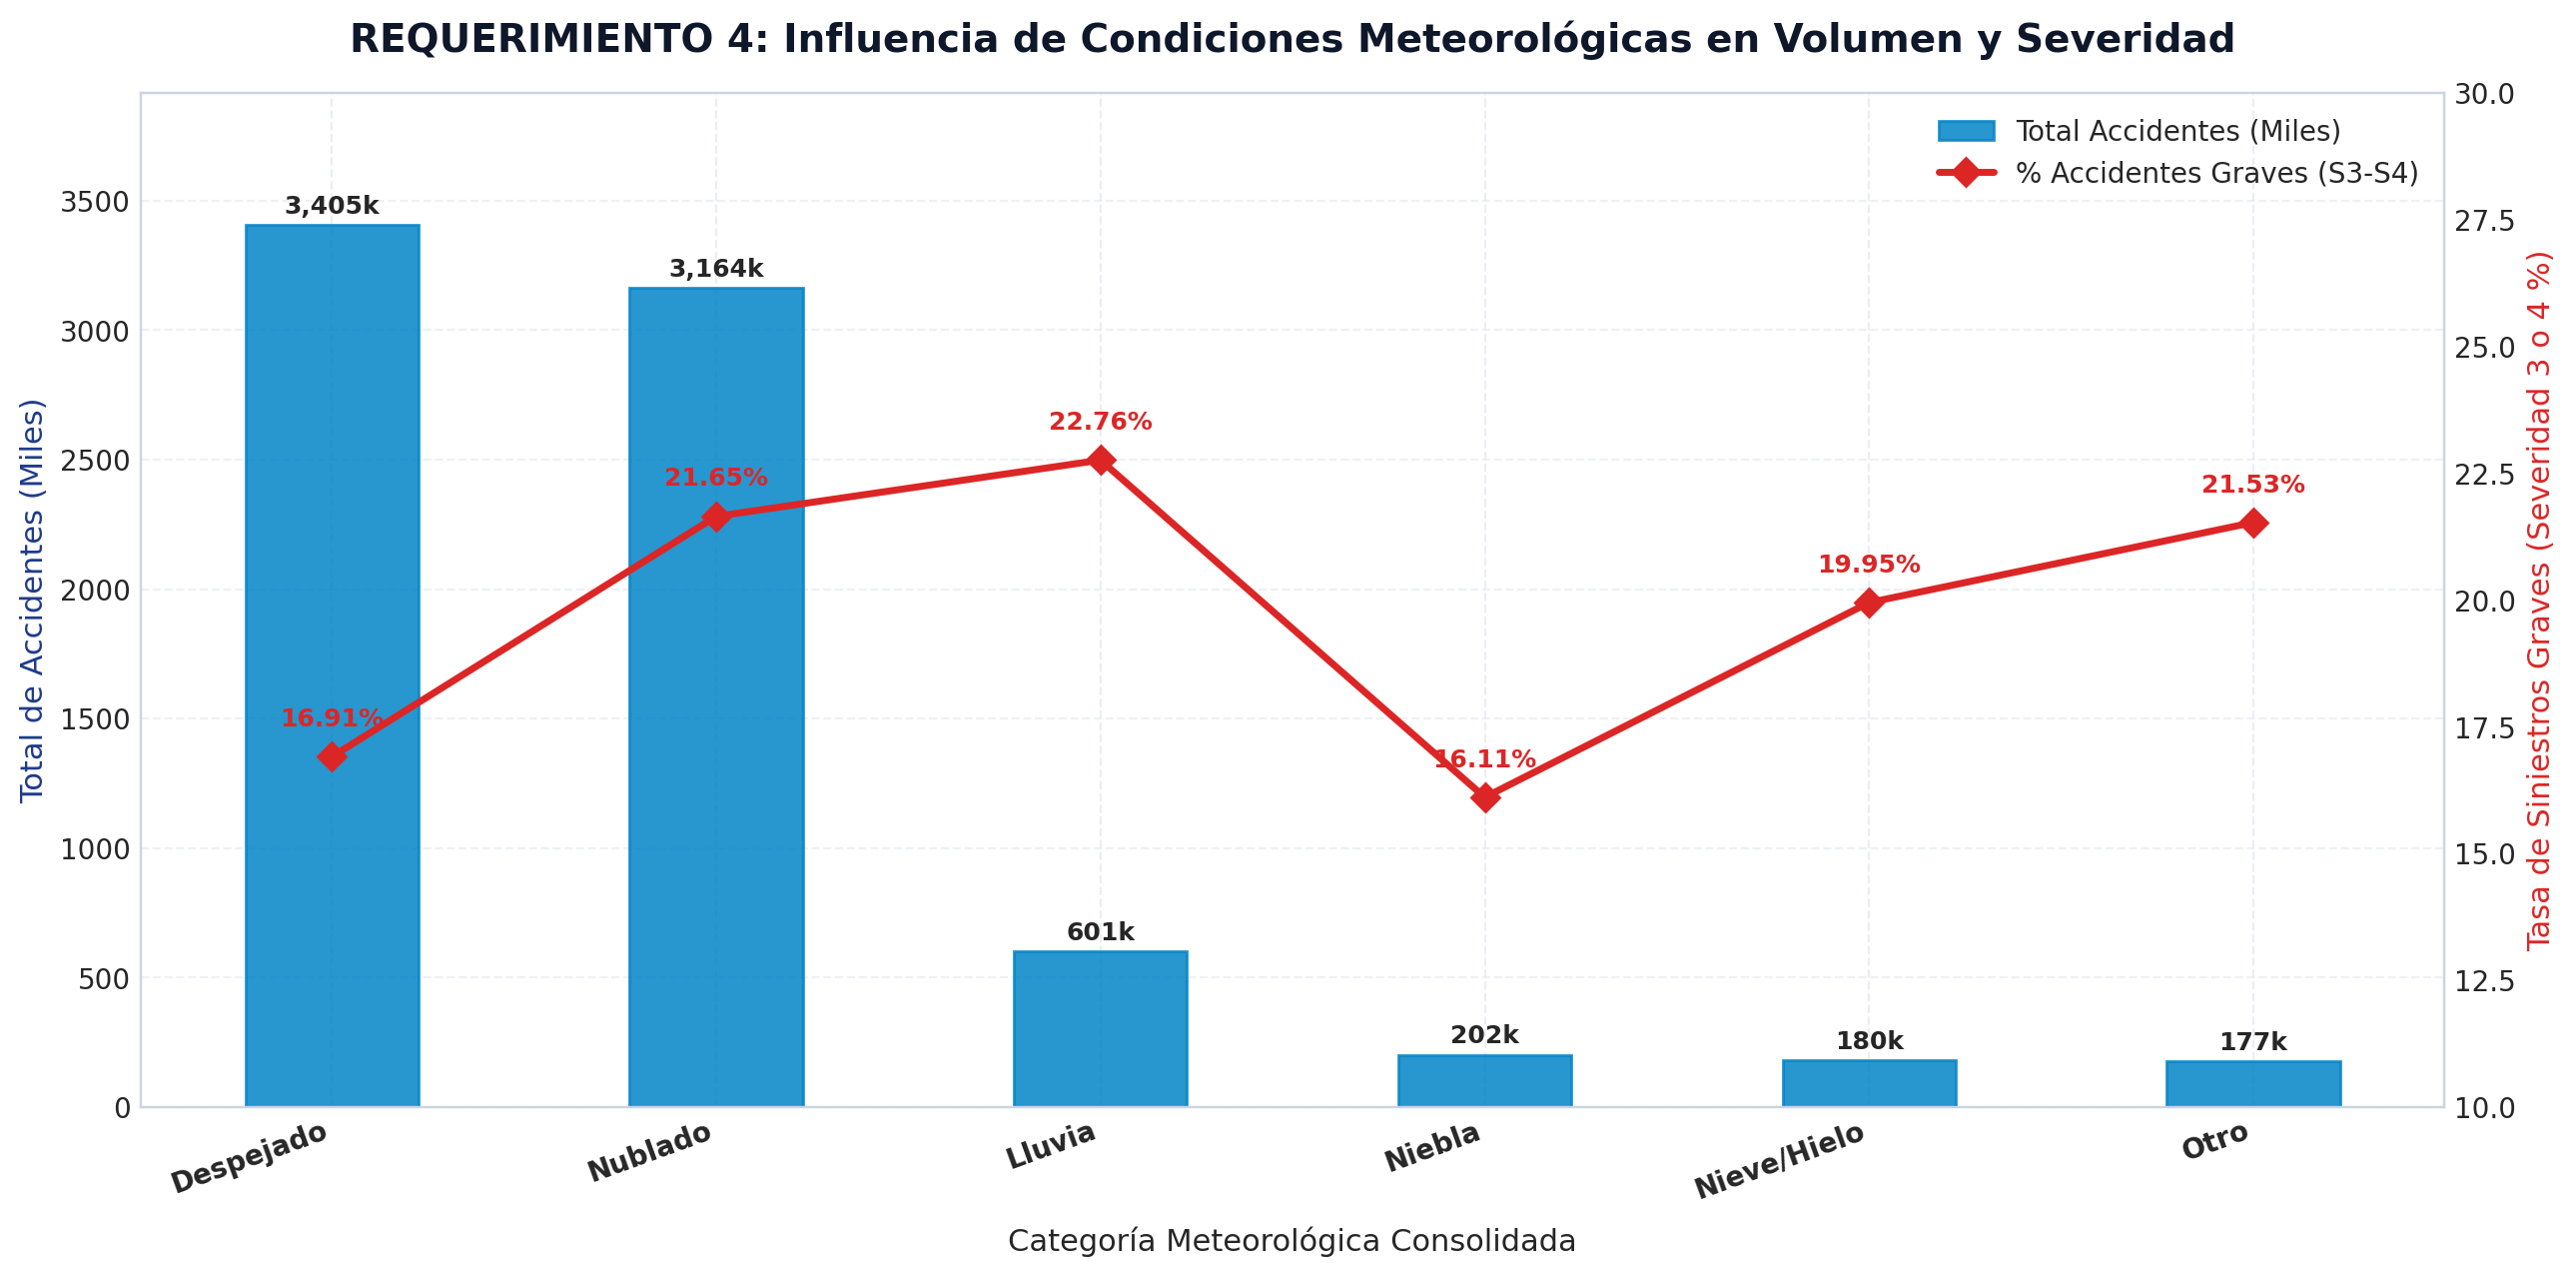 REQUERIMIENTO 4: Influencia de Condiciones Meteorológicas en Volumen y Severidad
Total Accidentes (Miles)
% Accidentes Graves (S3-S4)
Total de Accidentes (Miles)
3500
3000
2500
2000
1500
1000
500
0
3,405k
3,164k
601k
202k
180k
177k
16.91%
21.65%
22.76%
16.11%
19.95%
21.53%
30.0
27.5
25.0
22.5
20.0
17.5
15.0
12.5
10.0
Tasa de Siniestros Graves (Severidad 3 o 4 %)
Despejado
Nublado
Lluvia
Niebla
Nieve/Hielo
Otro
Categoría Meteorológica Consolidada